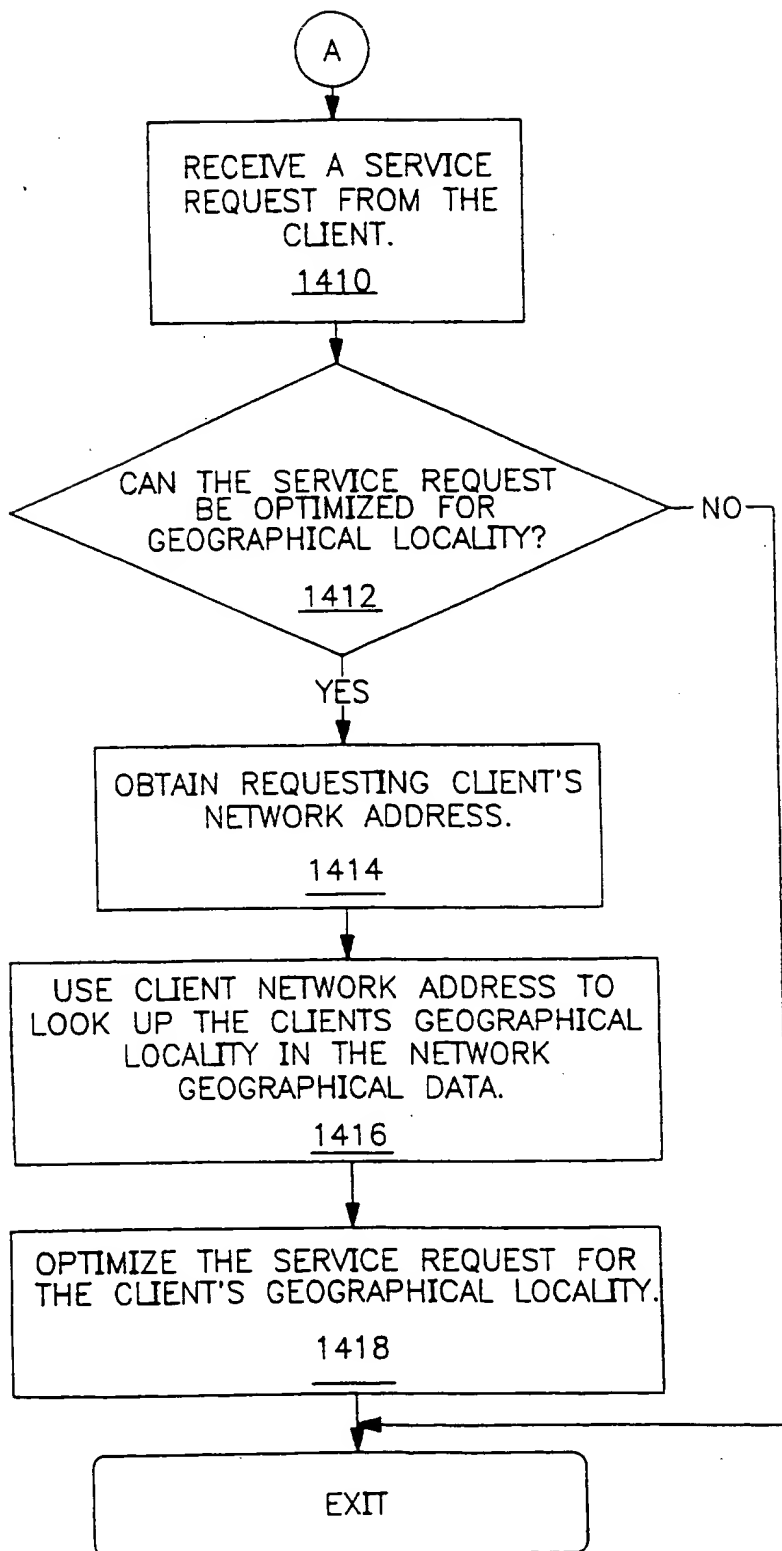 A
RECEIVE A SERVICE
REQUEST FROM THE
CLIENT.
1410
CAN THE SERVICE REQUEST
BE OPTIMIZED FOR
GEOGRAPHICAL LOCALITY?
1412
NO
YES
OBTAIN REQUESTING CLIENT'S
NETWORK ADDRESS.
1414
USE CLIENT NETWORK ADDRESS TO
LOOK UP THE CLIENTS GEOGRAPHICAL
LOCALITY IN THE NETWORK
GEOGRAPHICAL DATA.
1416
OPTIMIZE THE SERVICE REQUEST FOR
THE CLIENT'S GEOGRAPHICAL LOCALITY.
1418
EXIT